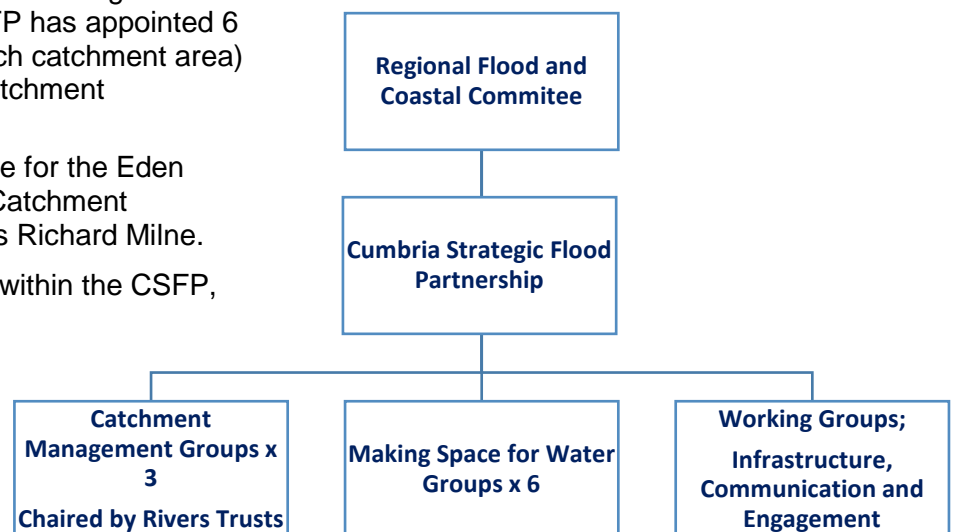 TP has appointed 6
ch catchment area)
atchment
e for the Eden
Catchment
s Richard Milne.
within the CSFP,
Regional Flood and
Coastal Commitee
Cumbria Strategic Flood
Partnership
Catchment
Management Groups x
3
Chaired by Rivers Trusts
Making Space for Water
Groups x 6
Working Groups;
Infrastructure,
Communication and
Engagement